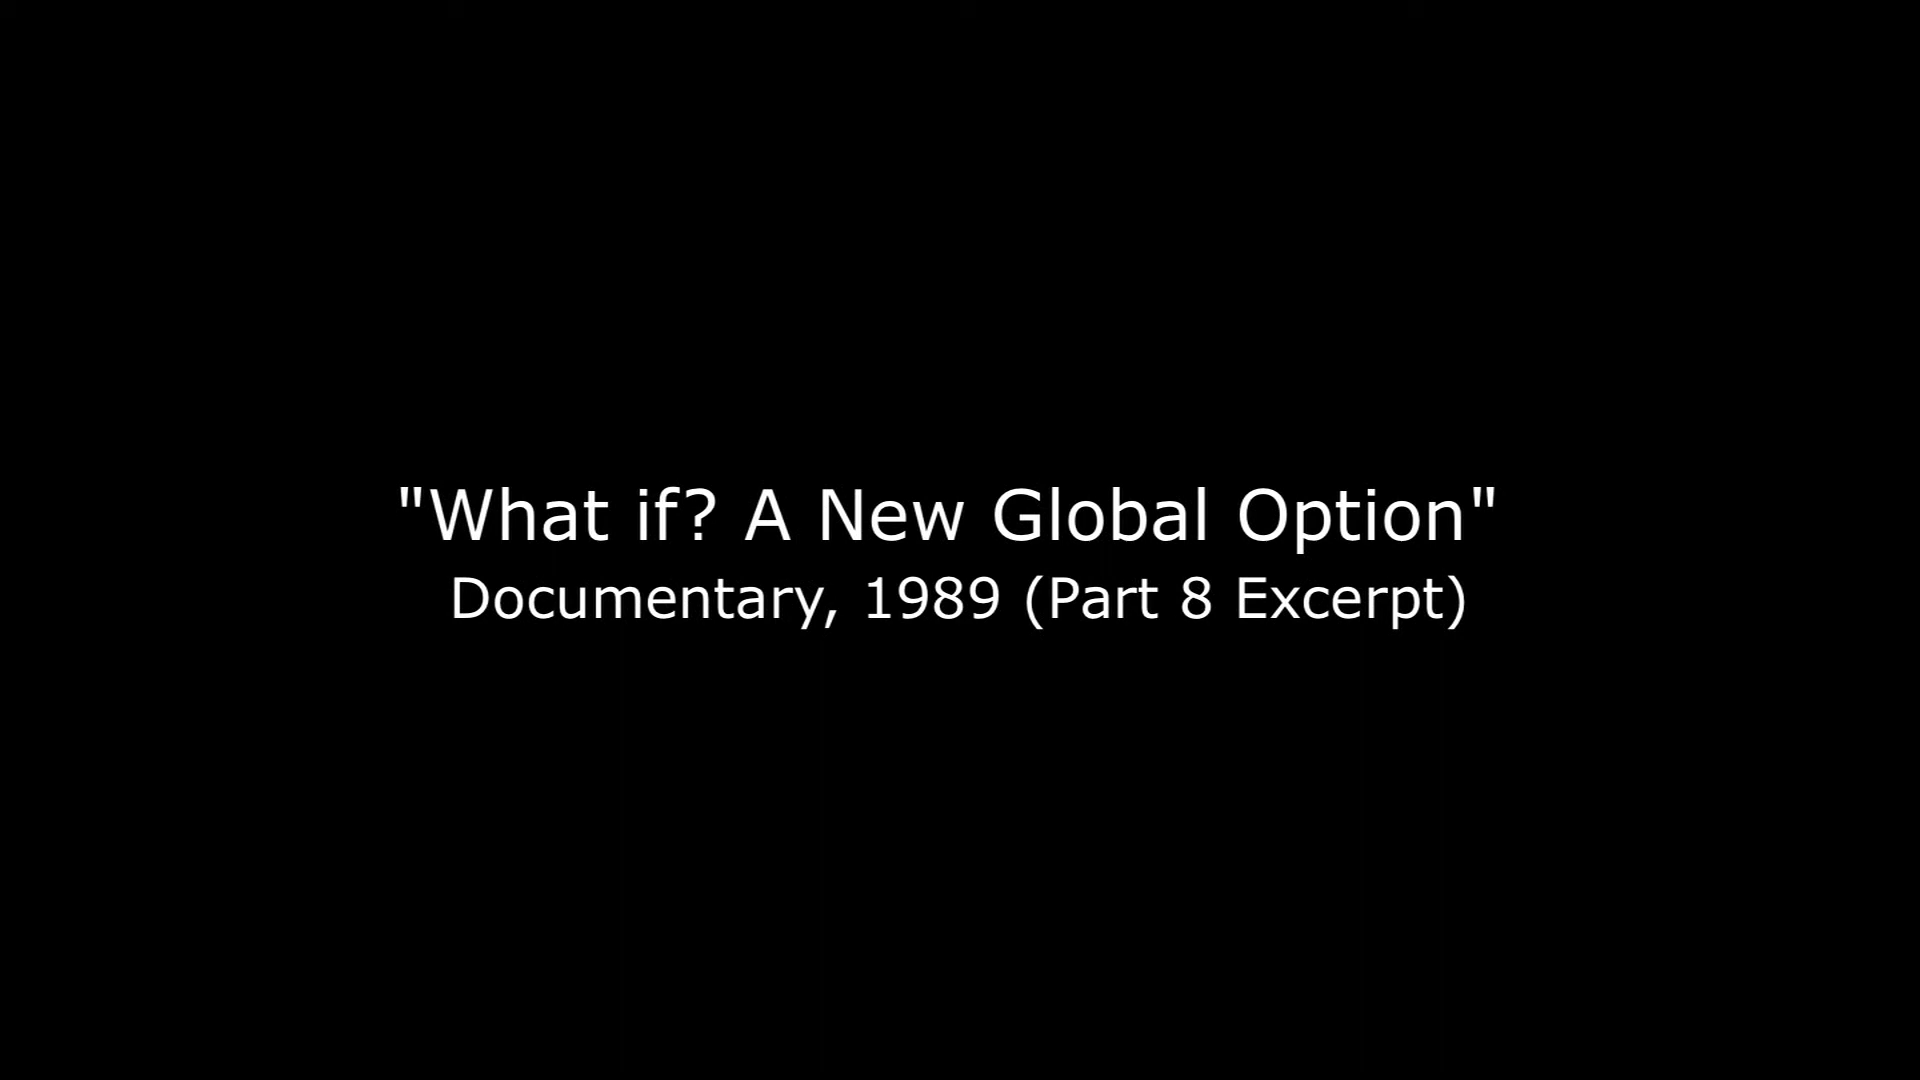 "What if? A New Global Option"
Documentary, 1989 (Part 8 Excerpt)